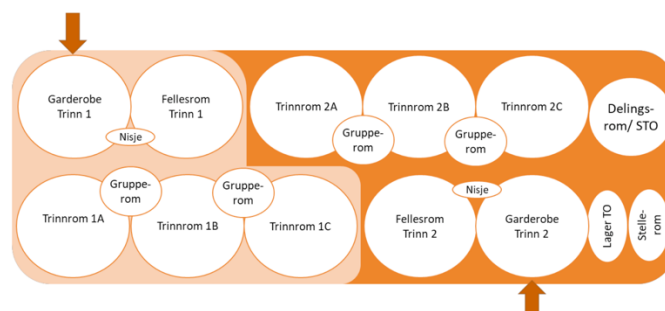 Garderobe
Trinn 1
Fellesrom
Trinn 1
Nisje
Trinnrom 2A
Trinnrom 2B
Trinnrom 2C
Gruppe-
rom
Gruppe-
rom
Delings-
rom/ STO
Trinnrom 1A
Gruppe-
rom
Trinnrom 1B
Gruppe-
rom
Trinnrom 1C
Fellesrom
Trinn 2
Nisje
Garderobe
Trinn 2
Lager TO
Stelle-
rom